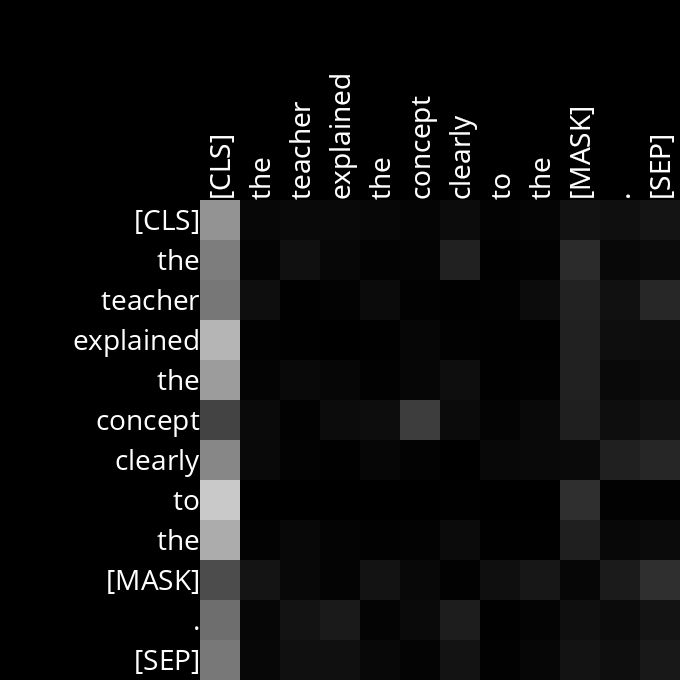 [CLS] the teacher explained the concept clearly to the [MASK] . [SEP]
[CLS]
the
teacher
explained
the
concept
clearly
to
the
[MASK]
.
[SEP]